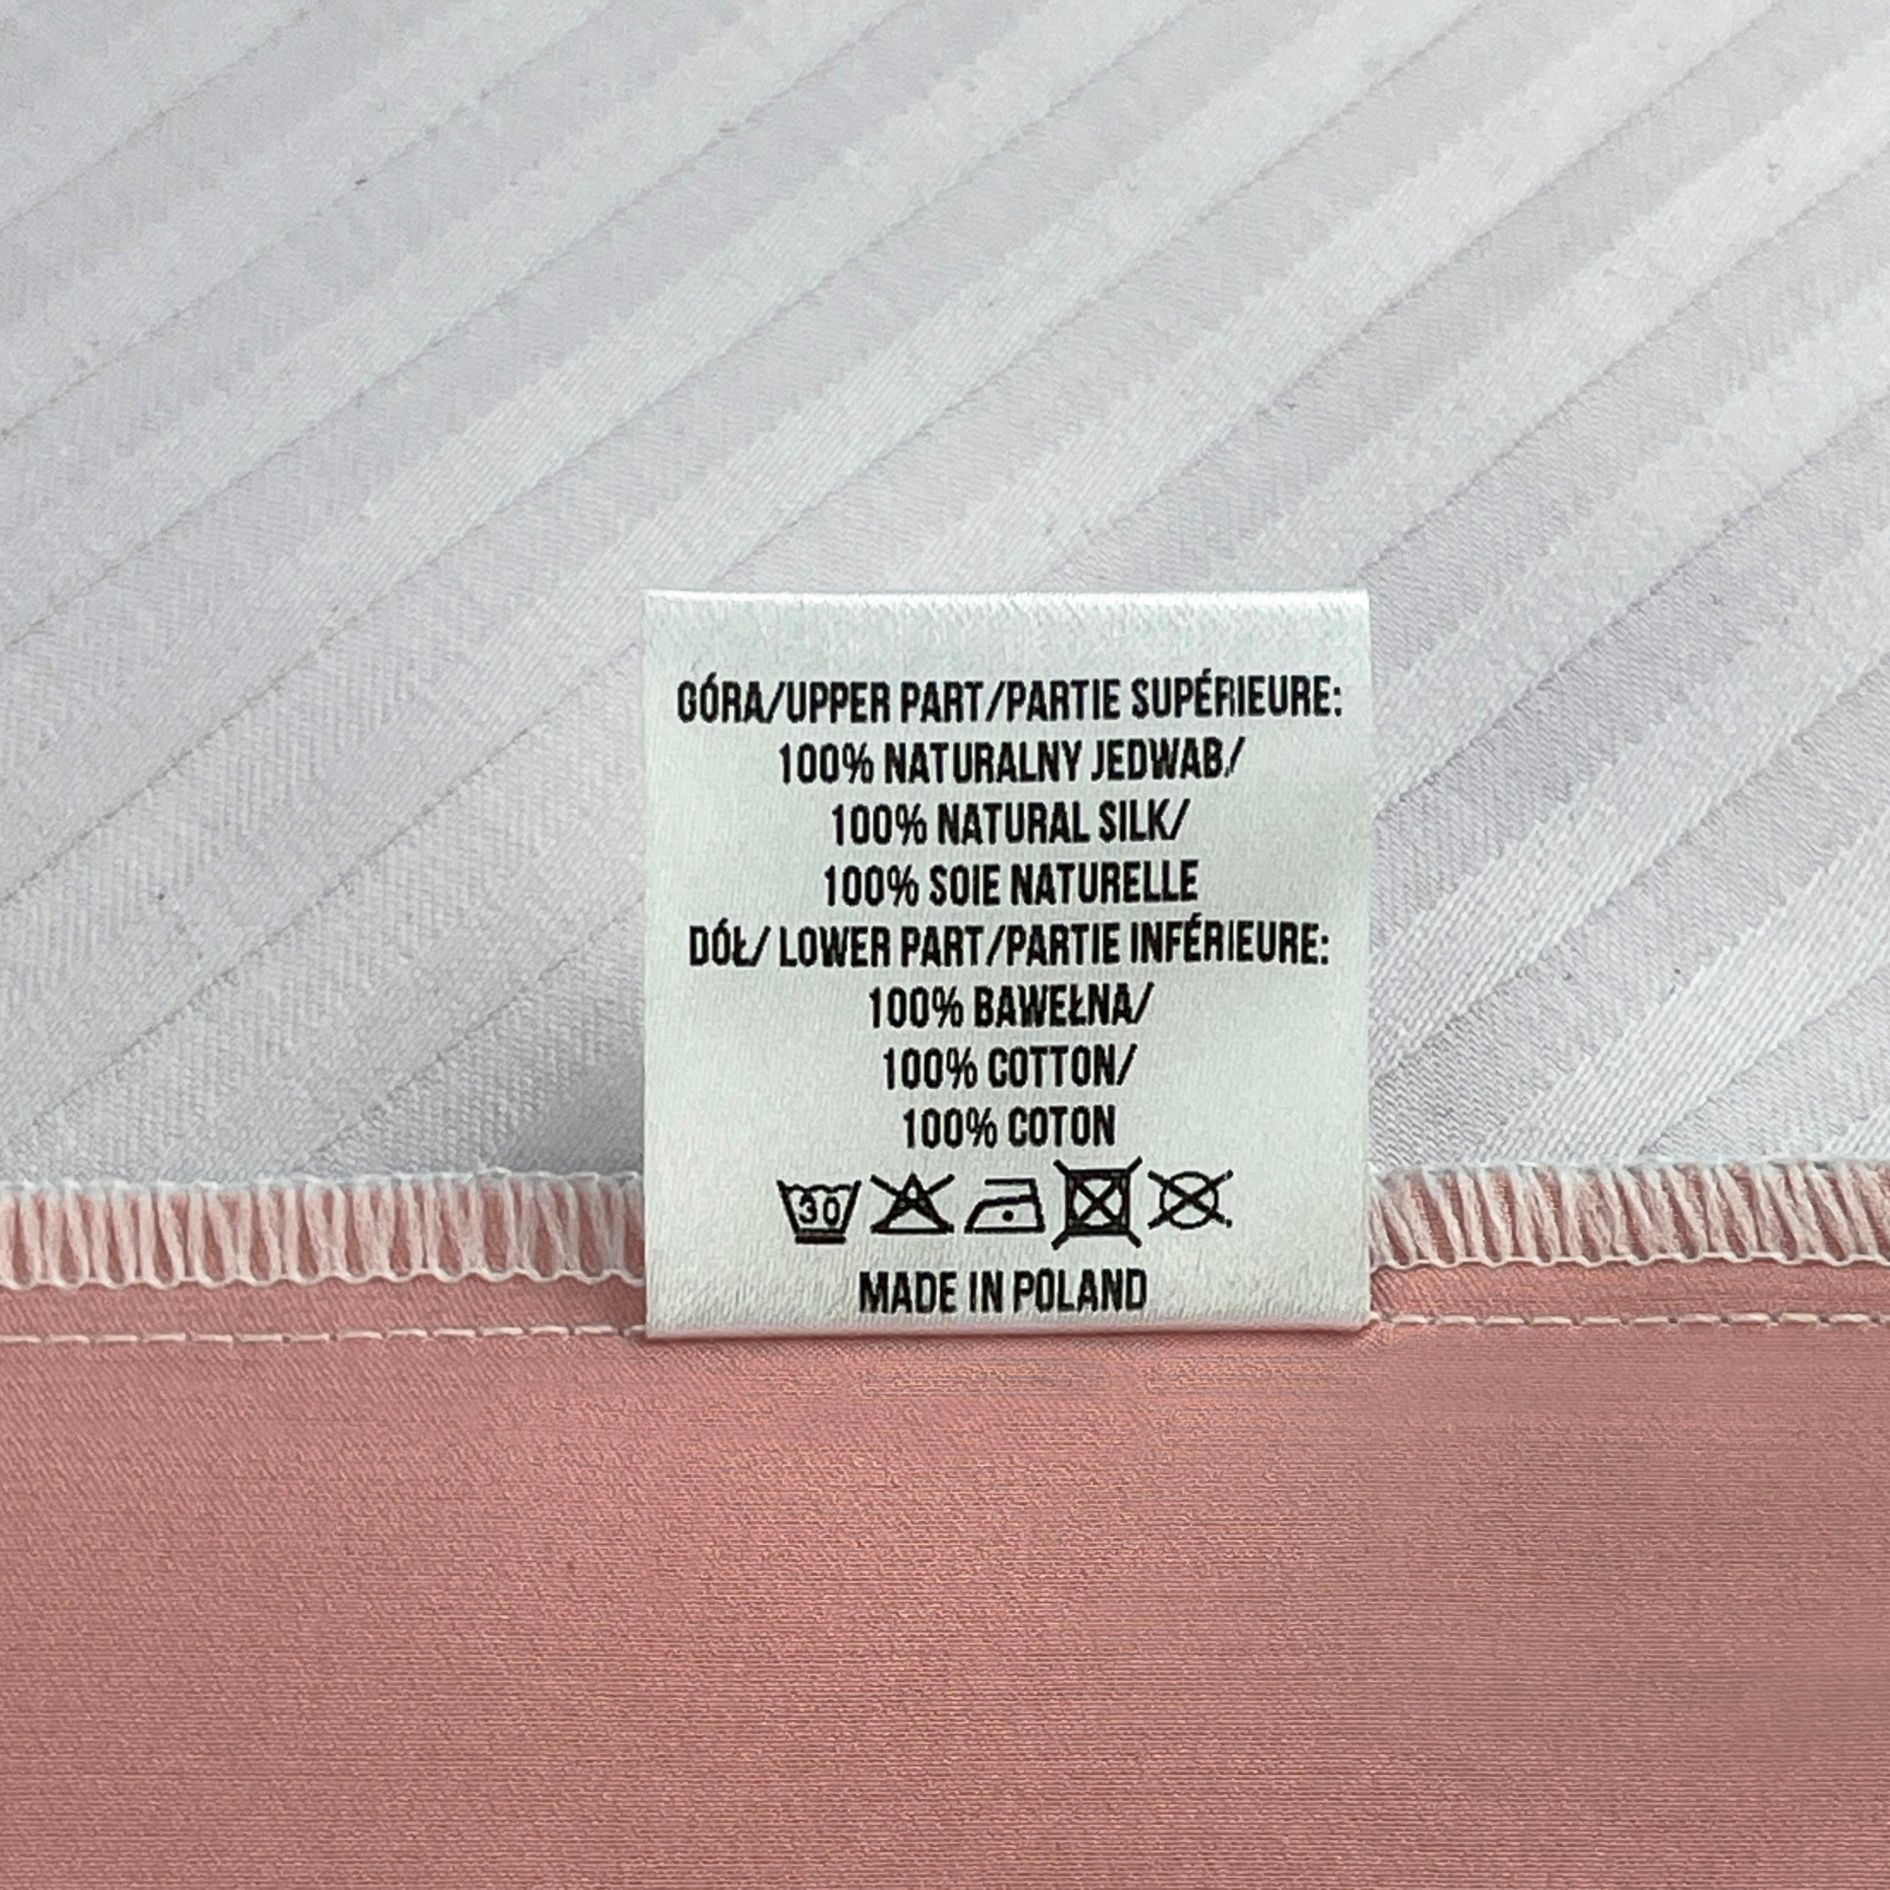 GÓRA/UPPER PART/PARTIE SUPÉRIEURE:
100% NATURALNY JEDWAB/
100% NATURAL SILK/
100% SOIE NATURELLE
DÓŁ/ LOWER PART/PARTIE INFÉRIEURE:
100% BAWEŁNA/
100% COTTON/
100% COTON
30
MADE IN POLAND